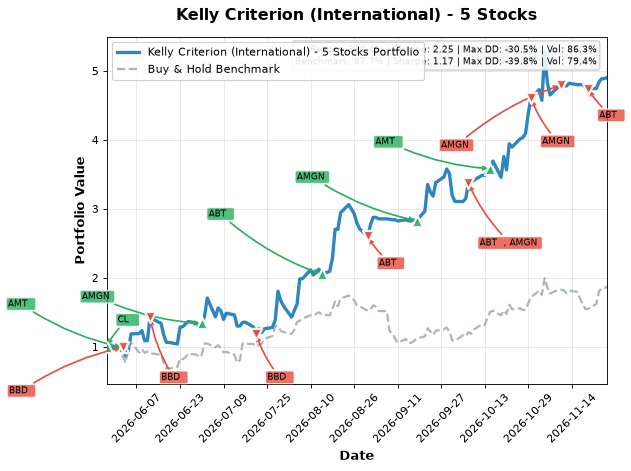 Kelly Criterion (International) - 5 Stocks
Kelly Criterion (International) - 5 Stocks Portfolio
Buy & Hold Benchmark
2.25 | Max DD: -30.5% | Vol: 86.3%
Benchmark: 87.7% | Sharpe: 1.17 | Max DD: -39.8% | Vol: 79.4%
Portfolio Value
5
4
3
2
1
AMT
AMGN
CL
BBD
BBD
BBD
ABT
AMGN
AMT
ABT
AMGN
ABT , AMGN
AMGN
ABT
2026-06-07
2026-06-23
2026-07-09
2026-07-25
2026-08-10
2026-08-26
2026-09-11
2026-09-27
2026-10-13
2026-10-29
2026-11-14
Date